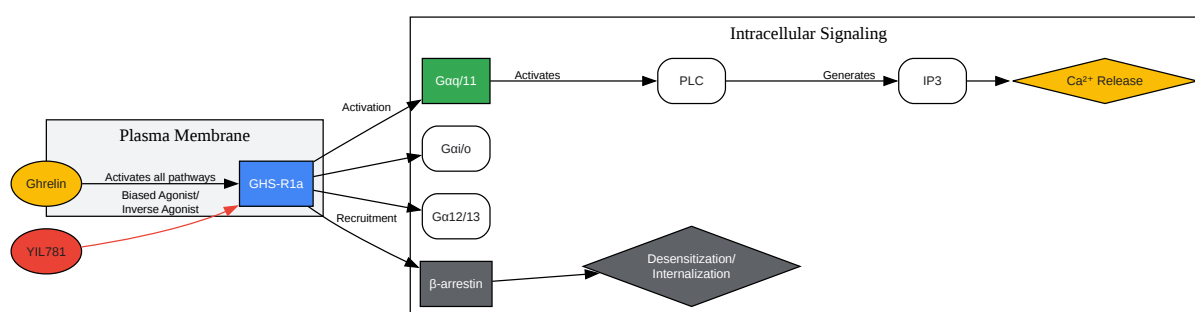 Intracellular Signaling
Gαq/11
Activates
PLC
Generates
IP3
Ca²⁺ Release
Activation
Plasma Membrane
Gαi/o
Ghrelin
Activates all pathways
GHS-R1a
Biased Agonist/
Inverse Agonist
Gα12/13
Recruitment
YIL781
β-arrestin
Desensitization/
Internalization